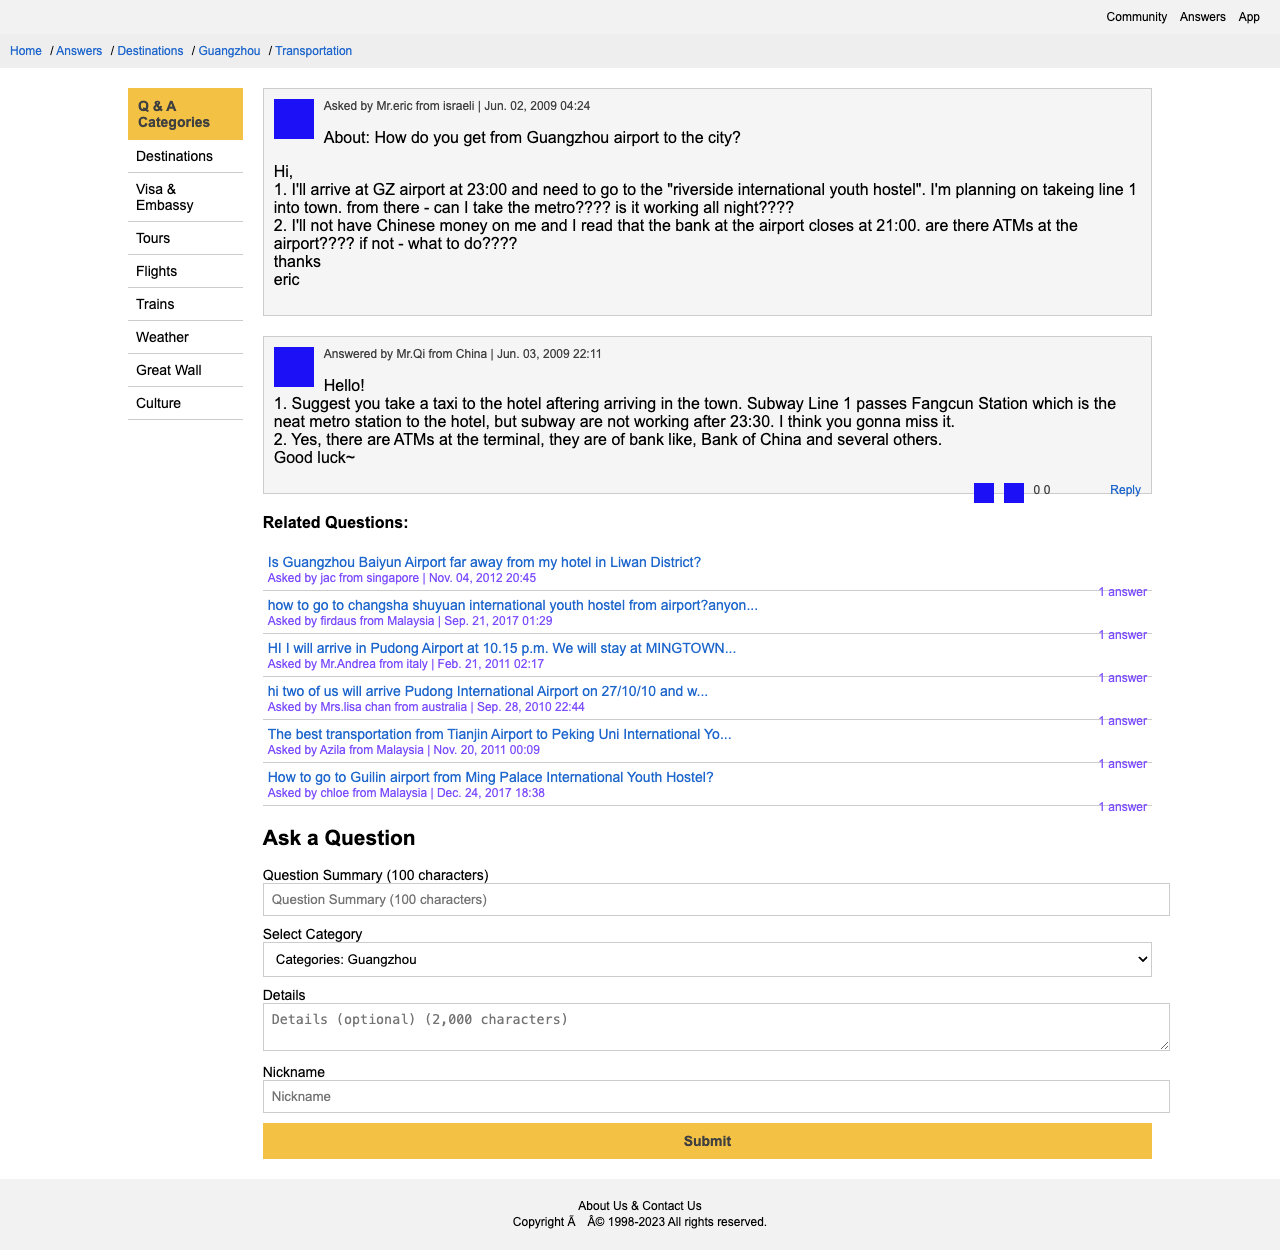 Community Answers App
Home / Answers / Destinations / Guangzhou / Transportation
Q & A
Categories
Destinations
Visa &
Embassy
Tours
Flights
Trains
Weather
Great Wall
Culture
Asked by Mr.eric from israeli | Jun. 02, 2009 04:24
About: How do you get from Guangzhou airport to the city?
Hi,
1. I'll arrive at GZ airport at 23:00 and need to go to the "riverside international youth hostel". I'm planning on takeing line 1
into town. from there - can I take the metro???? is it working all night????
2. I'll not have Chinese money on me and I read that the bank at the airport closes at 21:00. are there ATMs at the
airport???? if not - what to do????
thanks
eric
Answered by Mr.Qi from China | Jun. 03, 2009 22:11
Hello!
1. Suggest you take a taxi to the hotel aftering arriving in the town. Subway Line 1 passes Fangcun Station which is the
neat metro station to the hotel, but subway are not working after 23:30. I think you gonna miss it.
2. Yes, there are ATMs at the terminal, they are of bank like, Bank of China and several others.
Good luck~
0 0 Reply
Related Questions:
Is Guangzhou Baiyun Airport far away from my hotel in Liwan District?
Asked by jac from singapore | Nov. 04, 2012 20:45
1 answer
how to go to changsha shuyuan international youth hostel from airport?anyon...
Asked by firdaus from Malaysia | Sep. 21, 2017 01:29
1 answer
HI I will arrive in Pudong Airport at 10.15 p.m. We will stay at MINGTOWN...
Asked by Mr.Andrea from italy | Feb. 21, 2011 02:17
1 answer
hi two of us will arrive Pudong International Airport on 27/10/10 and w...
Asked by Mrs.lisa chan from australia | Sep. 28, 2010 22:44
1 answer
The best transportation from Tianjin Airport to Peking Uni International Yo...
Asked by Azila from Malaysia | Nov. 20, 2011 00:09
1 answer
How to go to Guilin airport from Ming Palace International Youth Hostel?
Asked by chloe from Malaysia | Dec. 24, 2017 18:38
1 answer
Ask a Question
Question Summary (100 characters)
Question Summary (100 characters)
Select Category
Categories: Guangzhou
Details
Details (optional) (2,000 characters)
Nickname
Nickname
Submit
About Us & Contact Us
Copyright Ã Â© 1998-2023 All rights reserved.